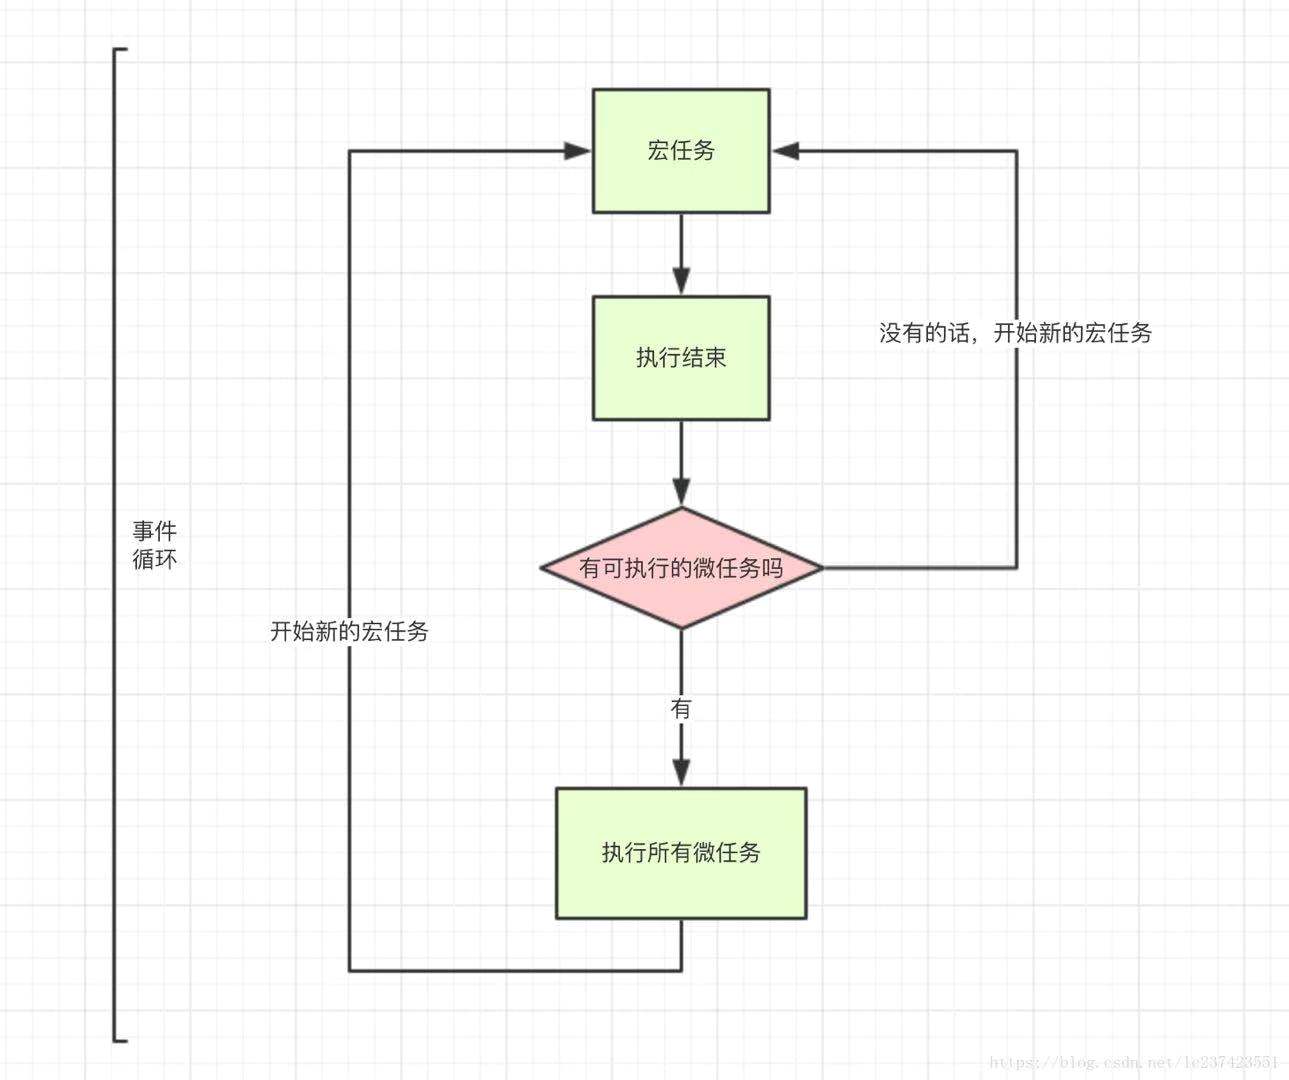 宏任务
执行结束
没有的话，开始新的宏任务
事件
循环
有可执行的微任务吗
开始新的宏任务
有
执行所有微任务
https://blog.csdn.net/lc237423551